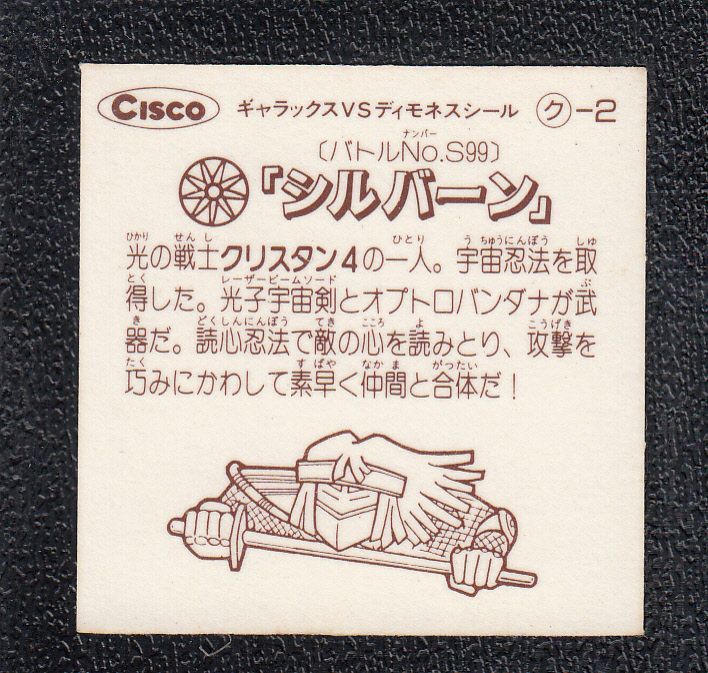 CISCO ギャラックスVSディモネスシール ク-2
ナンバー
〔バトルNo.S99〕
『シルバーン』
ひかり せんし ひとり うちゅうにんぽう しゅ
光の戦士クリスタン4の一人。宇宙忍法を取
とく レーザービームソード ぶ
得した。光子宇宙剣とオプトロバンダナが武
き どくしんにんぽう てき こころ よ こうげき
器だ。読心忍法で敵の心を読みとり、攻撃を
たく すばや なかま がったい
巧みにかわして素早く仲間と合体だ!